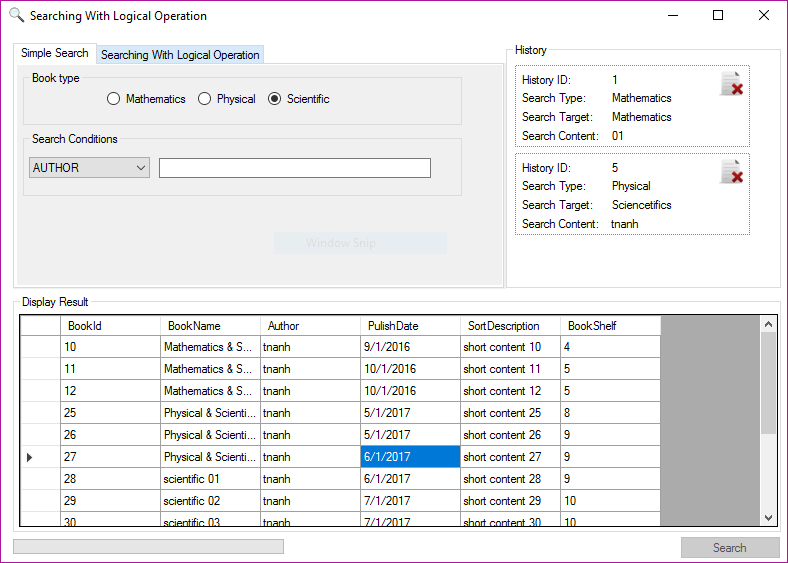 Searching With Logical Operation
Simple Search Searching With Logical Operation
Book type
Mathematics Physical Scientific
Search Conditions
AUTHOR
Window Snip
History
History ID: 1
Search Type: Mathematics
Search Target: Mathematics
Search Content: 01
History ID: 5
Search Type: Physical
Search Target: Sciencetifics
Search Content: tnanh
Display Result
BookId BookName Author PulishDate SortDescription BookShelf
10 Mathematics & S... tnanh 9/1/2016 short content 10 4
11 Mathematics & S... tnanh 10/1/2016 short content 11 5
12 Mathematics & S... tnanh 10/1/2016 short content 12 5
25 Physical & Scienti... tnanh 5/1/2017 short content 25 8
26 Physical & Scienti... tnanh 5/1/2017 short content 26 9
27 Physical & Scienti... tnanh 6/1/2017 short content 27 9
28 scientific 01 tnanh 6/1/2017 short content 28 9
29 scientific 02 tnanh 7/1/2017 short content 29 10
30 scientific 03 tnanh 7/1/2017 short content 30 10
Search